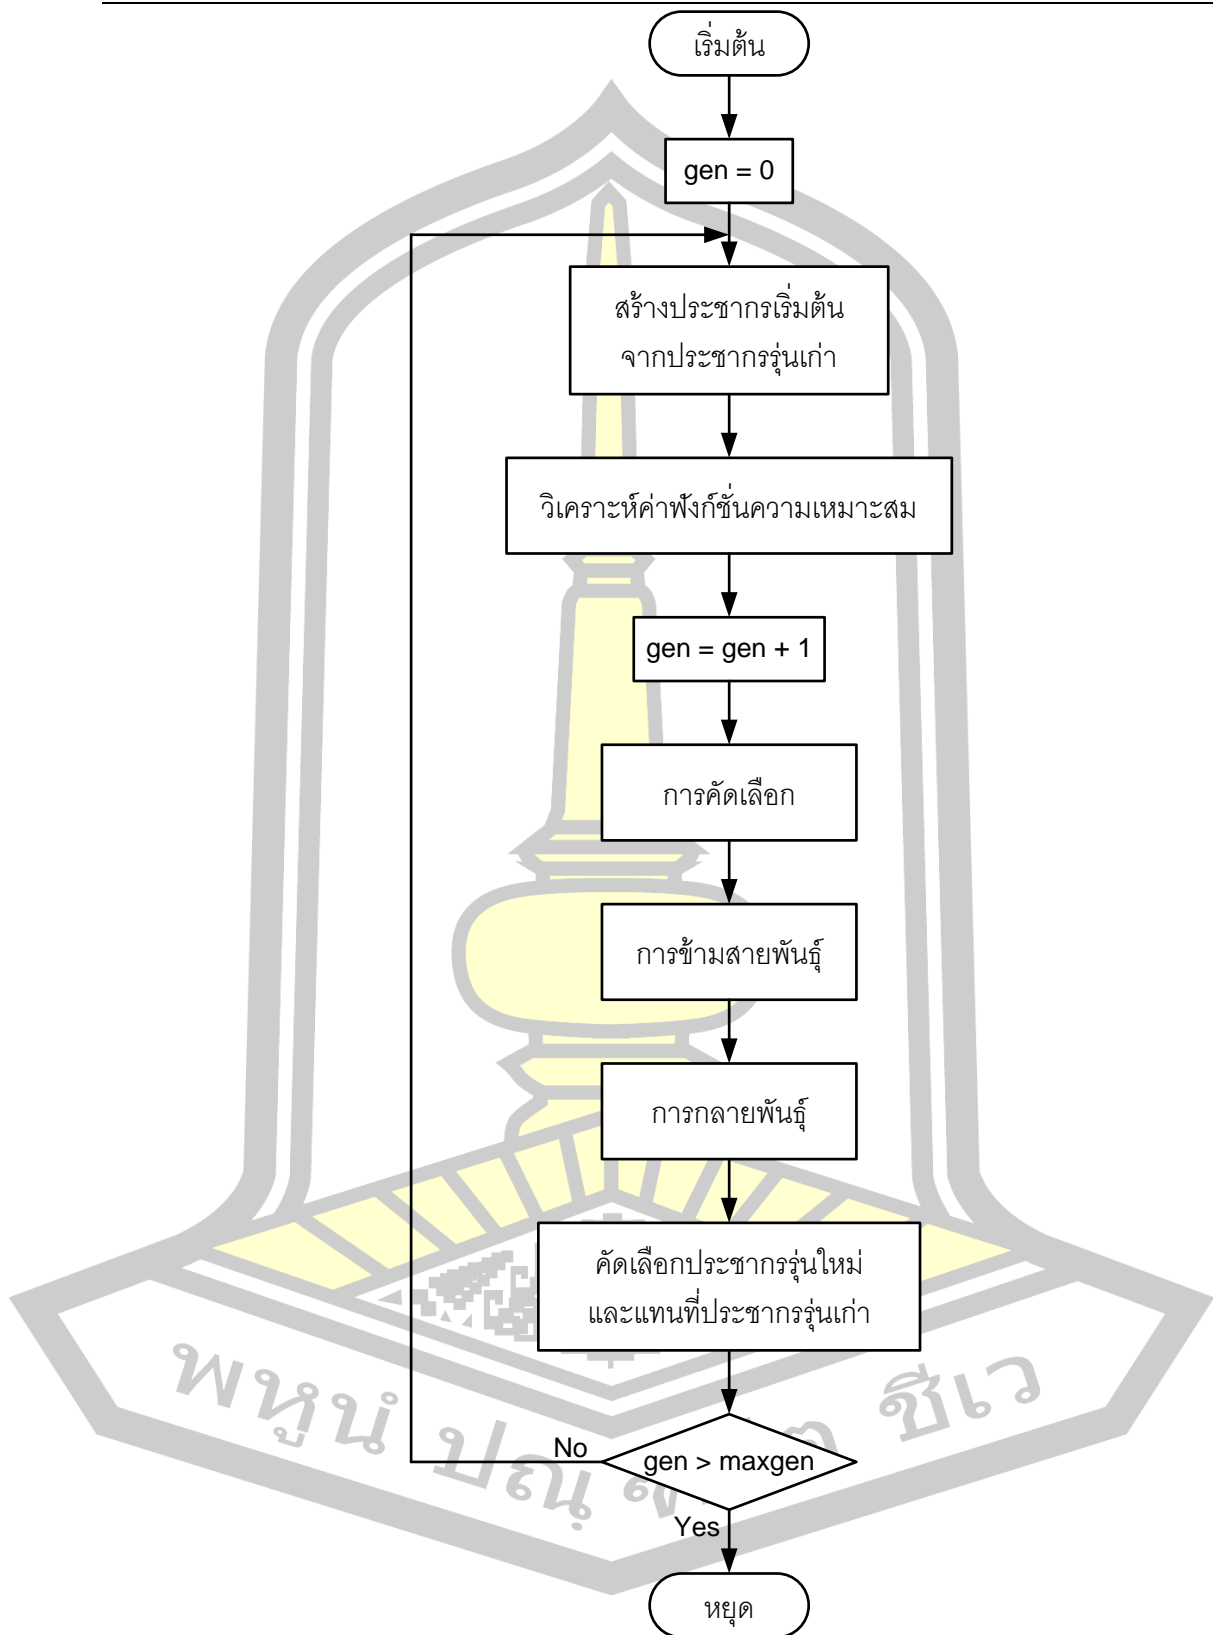 เริ่มต้น
gen = 0
สร้างประชากรเริ่มต้น
จากประชากรรุ่นเก่า
วิเคราะห์ค่าฟังก์ชั่นความเหมาะสม
gen = gen + 1
การคัดเลือก
การข้ามสายพันธุ์
การกลายพันธุ์
คัดเลือกประชากรรุ่นใหม่
และแทนที่ประชากรรุ่นเก่า
No
gen > maxgen
Yes
หยุด
พหูนํ ปณฺ ชีเว